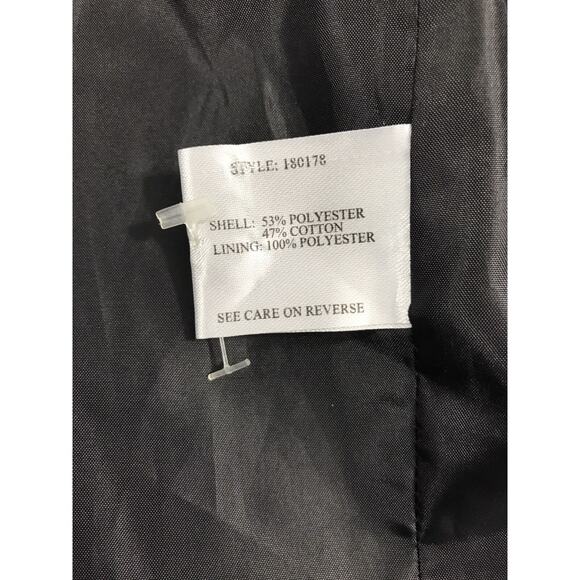 STYLE: 180178
SHELL: 53% POLYESTER
47% COTTON
LINING: 100% POLYESTER
SEE CARE ON REVERSE